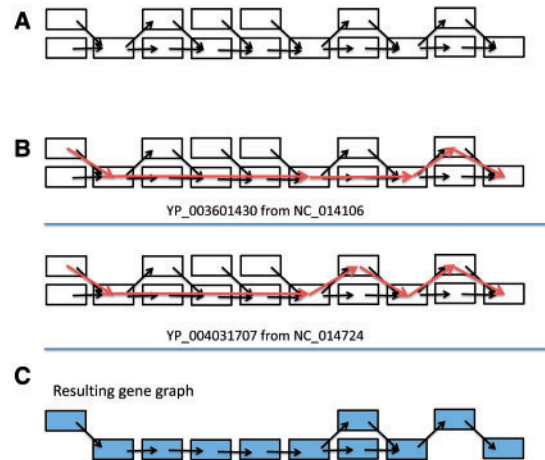 A
B
YP_003601430 from NC_014106
YP_004031707 from NC_014724
C
Resulting gene graph